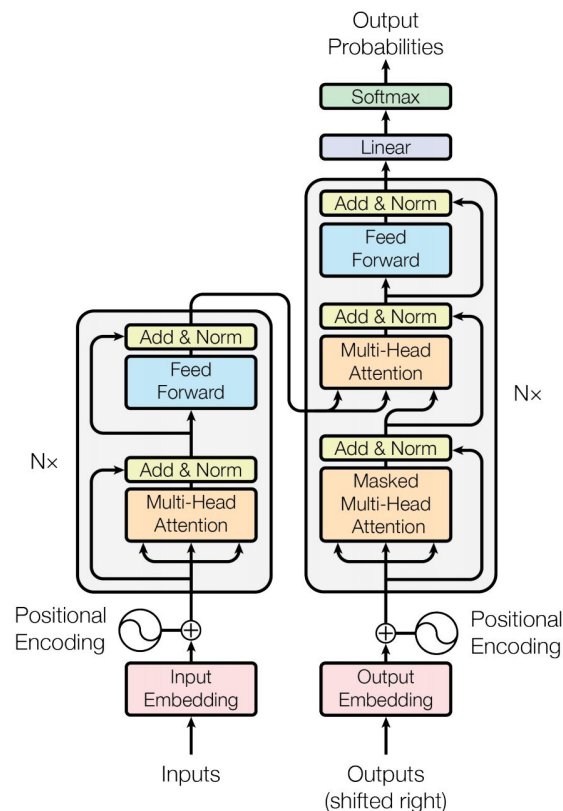 Output
Probabilities
Softmax
Linear
Add & Norm
Feed
Forward
Add & Norm
Multi-Head
Attention
Add & Norm
Masked
Multi-Head
Attention
N×
Add & Norm
Feed
Forward
Add & Norm
Multi-Head
Attention
N×
Positional
Encoding
Positional
Encoding
Input
Embedding
Output
Embedding
Inputs
Outputs
(shifted right)